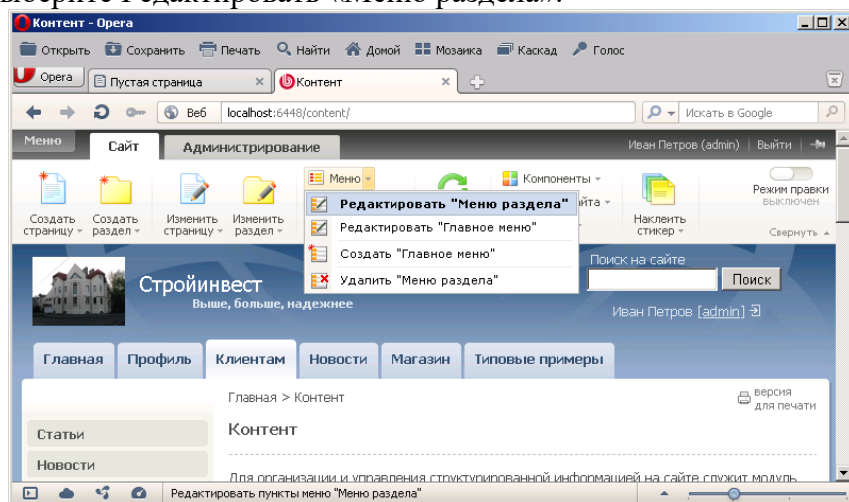 Редактировать «Меню раздела».
Контент - Opera
Открыть Сохранить Печать Найти Домой Мозаика Каскад Голос
Opera Пустая страница Контент
Веб localhost:6448/content/ Искать в Google
Меню Сайт Администрирование Иван Петров (admin) Выйти
Создать страницу Создать раздел Изменить страницу Изменить раздел Меню Компоненты Наклеить стикер Режим правки выключен
Свернуть
Редактировать "Меню раздела"
Редактировать "Главное меню"
Создать "Главное меню"
Удалить "Меню раздела"
Стройинвест
Выше, больше, надежнее
Поиск на сайте
Поиск
Иван Петров [admin]
Главная Профиль Клиентам Новости Магазин Типовые примеры
Главная > Контент
версия для печати
Статьи
Контент
Новости
Для организации и управления структурированной информацией на сайте служит модуль
Редактировать пункты меню "Меню раздела"